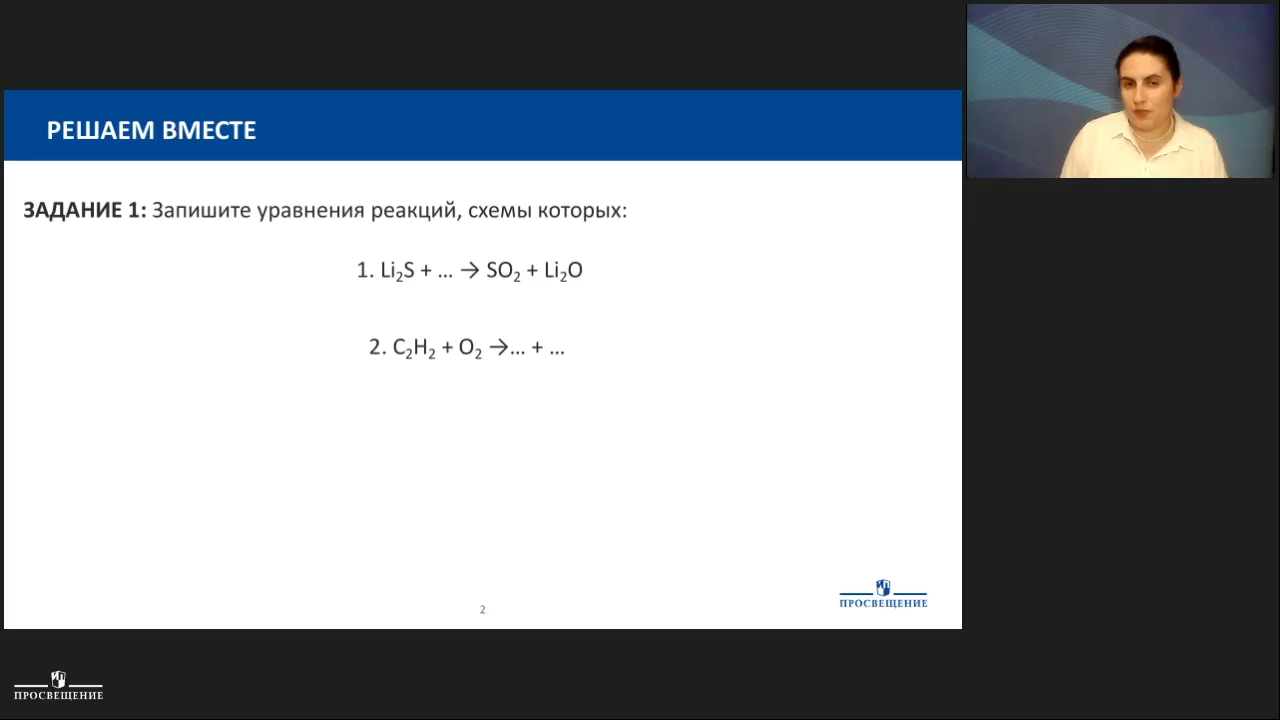 РЕШАЕМ ВМЕСТЕ
ЗАДАНИЕ 1: Запишите уравнения реакций, схемы которых:
1. Li₂S + … → SO₂ + Li₂O
2. C₂H₂ + O₂ →… + …
ПРОСВЕЩЕНИЕ
2
ПРОСВЕЩЕНИЕ